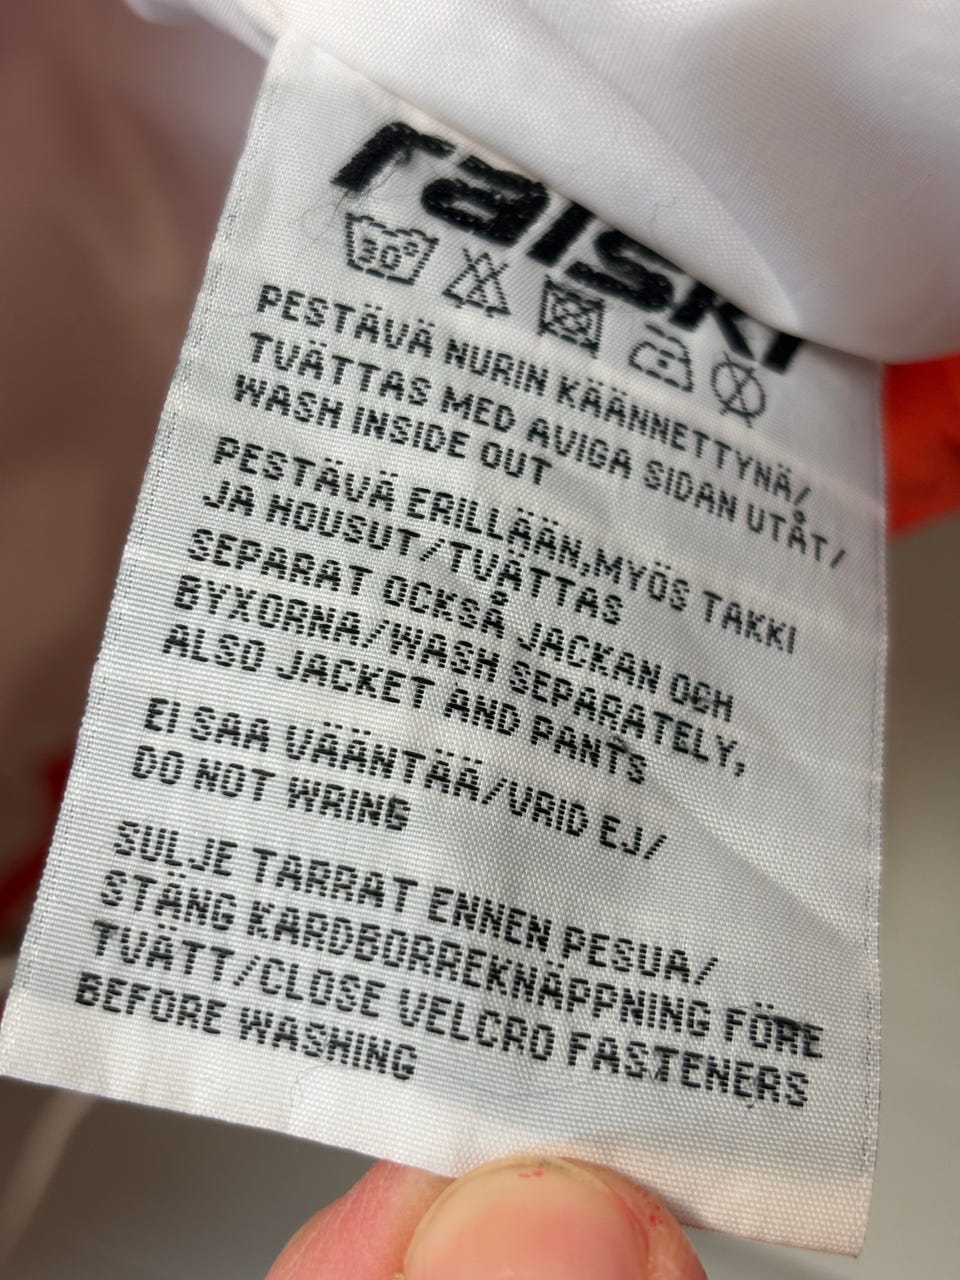 raiski
30°
PESTÄVÄ NURIN KÄÄNNETTYNÄ/
TVÄTTAS MED AVIGA SIDAN UTÅT/
WASH INSIDE OUT
PESTÄVÄ ERILLÄÄN,MYÖS TAKKI
JA HOUSUT/TVÄTTAS
SEPARAT OCKSÅ JACKAN OCH
BYXORNA/WASH SEPARATELY,
ALSO JACKET AND PANTS
EI SAA VÄÄNTÄÄ/VRID EJ/
DO NOT WRING
SULJE TARRAT ENNEN PESUA/
STÄNG KARDBORREKNÄPPNING FÖRE
TVÄTT/CLOSE VELCRO FASTENERS
BEFORE WASHING